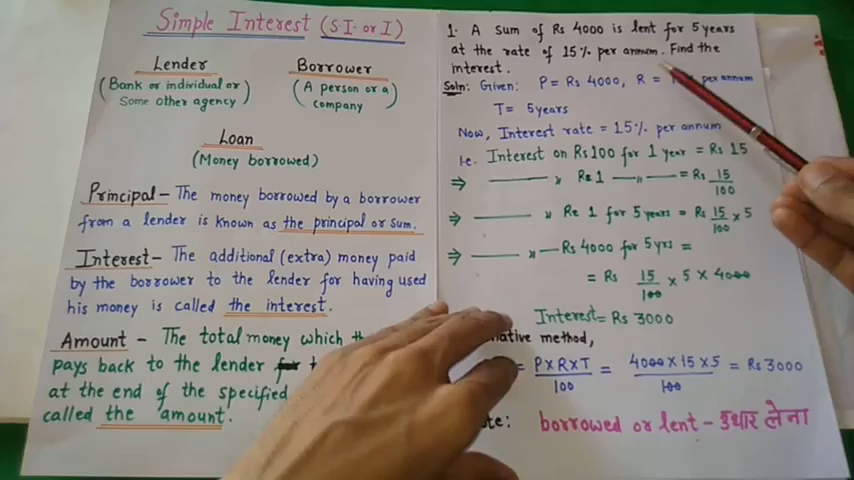 Simple Interest (S.I. or I)
Lender
(Bank or individual or
Some other agency)
Borrower
(A person or a
company)
Loan
(Money borrowed)
Principal - The money borrowed by a borrower
from a lender is known as the principal or sum.
Interest - The additional (extra) money paid
by the borrower to the lender for having used
his money is called the interest.
Amount - The total money which
pays back to the lender
at the end of the specified
called the amount.
1. A sum of Rs 4000 is lent for 5 years
at the rate of 15% per annum. Find the
interest.
Soln: Given: P = Rs 4000, R = per annum
T = 5 years
Now, Interest rate = 15% per annum
i.e. Interest on Rs 100 for 1 year = Rs 15
⇒ —— " Re 1 —"— = Rs 15/100
⇒ —— " Re 1 for 5 years = Rs 15/100 × 5
⇒ —— " — Rs 4000 for 5 yrs =
= Rs 15/100 × 5 × 4000
Interest = Rs 3000
method,
= P×R×T/100 = 4000×15×5/100 = Rs 3000
borrowed or lent - उधार लेना